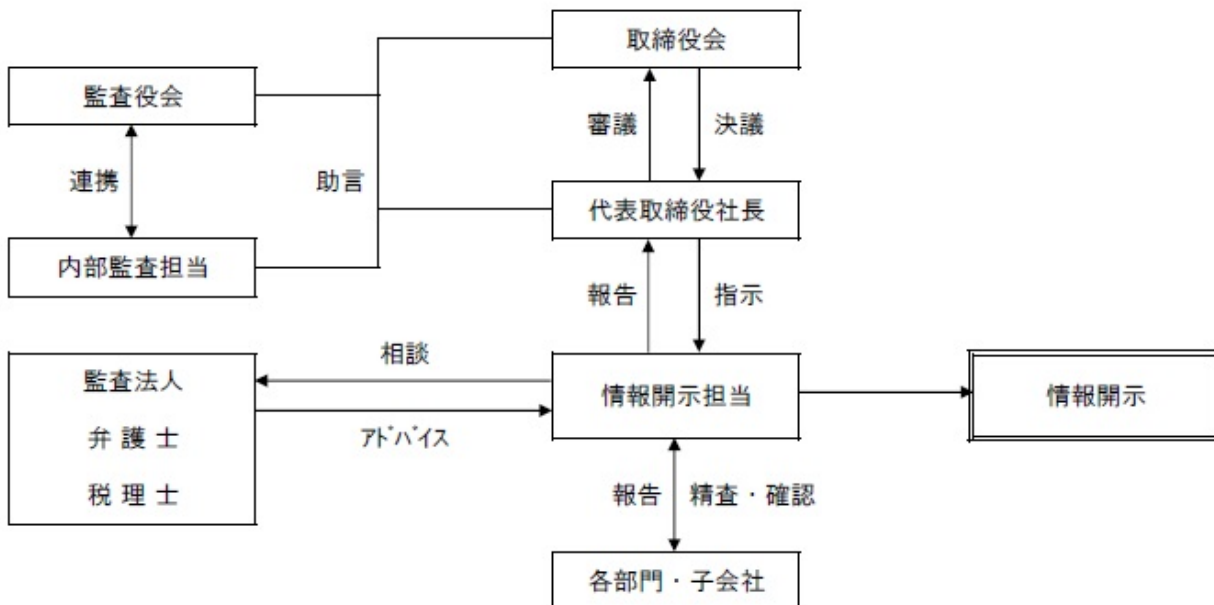 取締役会
監査役会
審議
決議
連携
助言
代表取締役社長
内部監査担当
報告
指示
相談
監査法人
弁 護 士
税 理 士
情報開示担当
情報開示
ｱﾄﾞﾊﾞｲｽ
報告
精査・確認
各部門・子会社